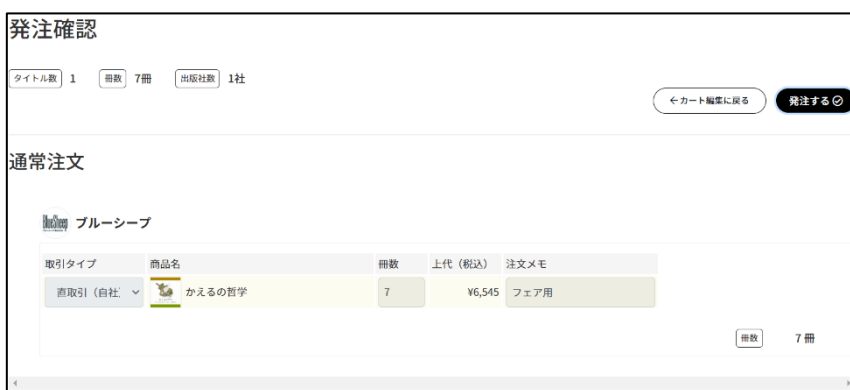 発注確認
タイトル数 1 冊数 7冊 出版社数 1社
←カート編集に戻る 発注する
通常注文
ブルーシープ
取引タイプ 商品名 冊数 上代（税込） 注文メモ
直取引（自社 かえるの哲学 7 ¥6,545 フェア用
冊数 7 冊